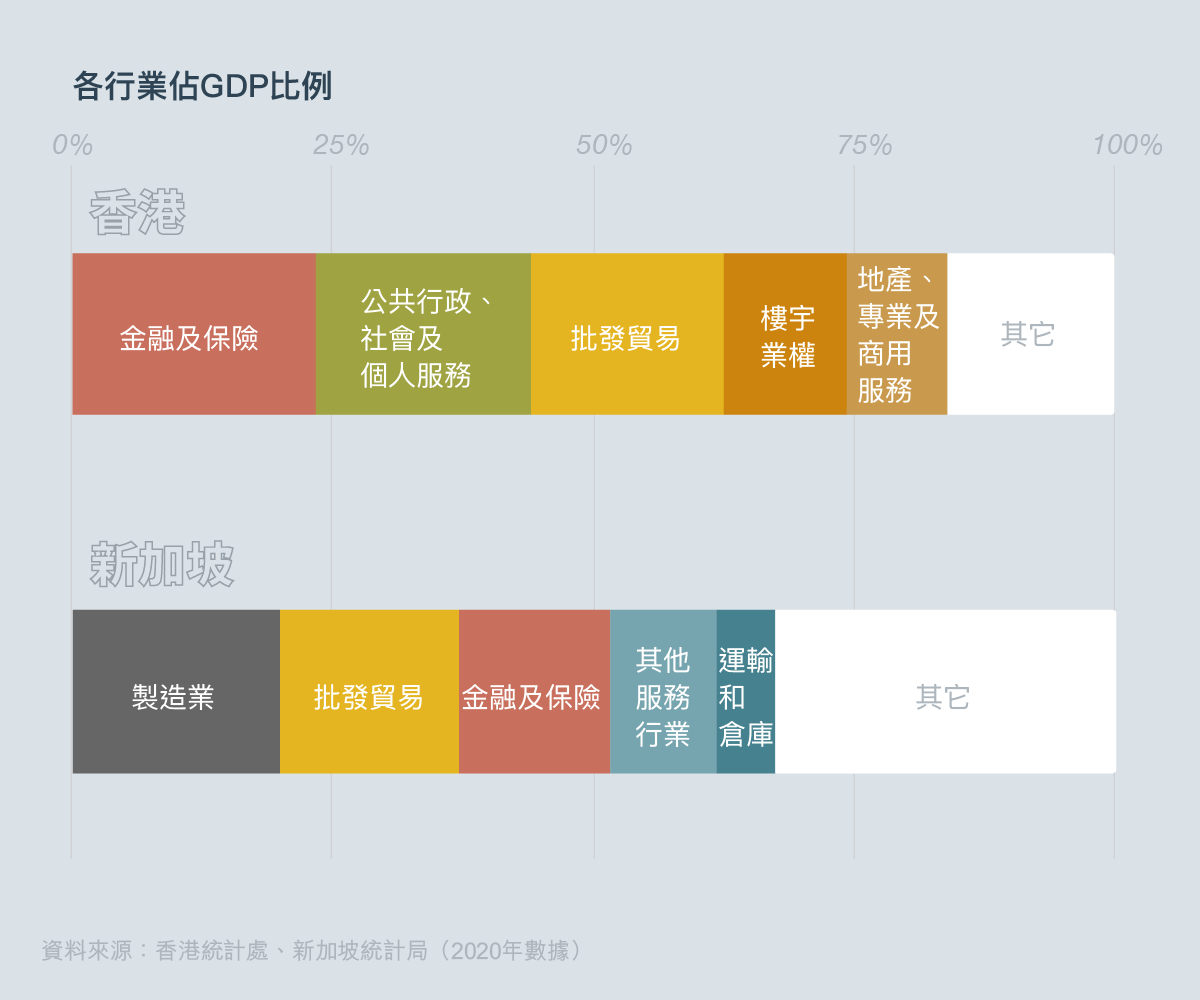 各行業佔GDP比例
0% 25% 50% 75% 100%
香港
金融及保險
公共行政、
社會及
個人服務
批發貿易
樓宇
業權
地產、
專業及
商用
服務
其它
新加坡
製造業
批發貿易
金融及保險
其他
服務
行業
運輸
和
倉庫
其它
資料來源：香港統計處、新加坡統計局（2020年數據）